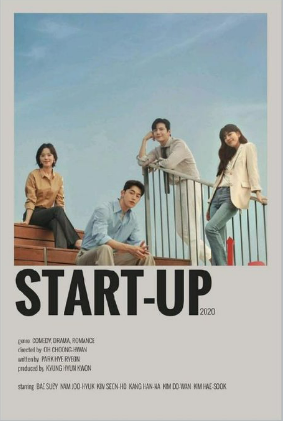 START-UP
2020
genre COMEDY, DRAMA, ROMANCE
directed by OH CHOONG-HWAN
written by PARK HYE RYEON
produced by KYUNG HYUN KWON
starring BAE SUZY NAM JOO-HYUK KIM SEON-HO KANG HAN-NA KIM DO-WAN KIM HAE-SOOK